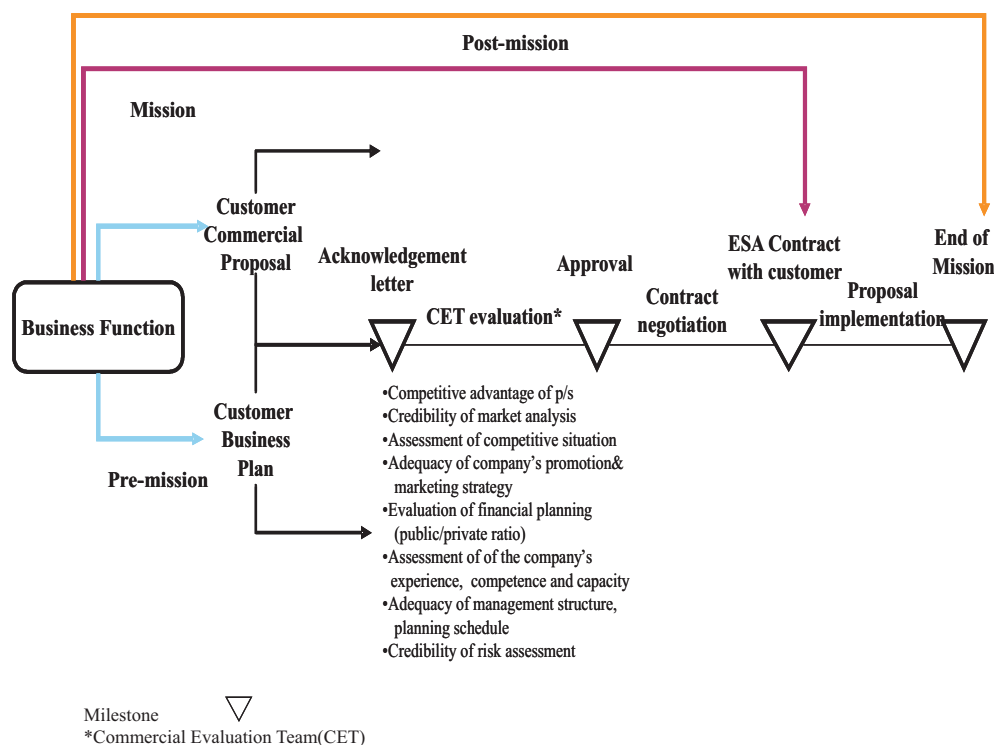 Post-mission
Mission
Customer
Commercial
Proposal
Acknowledgement
letter
Approval
ESA Contract
with customer
End of
Mission
Business Function
CET evaluation*
Contract
negotiation
Proposal
implementation
Customer
Business
Plan
Pre-mission
•Competitive advantage of p/s
•Credibility of market analysis
•Assessment of competitive situation
•Adequacy of company's promotion&
marketing strategy
•Evaluation of financial planning
(public/private ratio)
•Assessment of of the company's
experience, competence and capacity
•Adequacy of management structure,
planning schedule
•Credibility of risk assessment
Milestone
*Commercial Evaluation Team(CET)